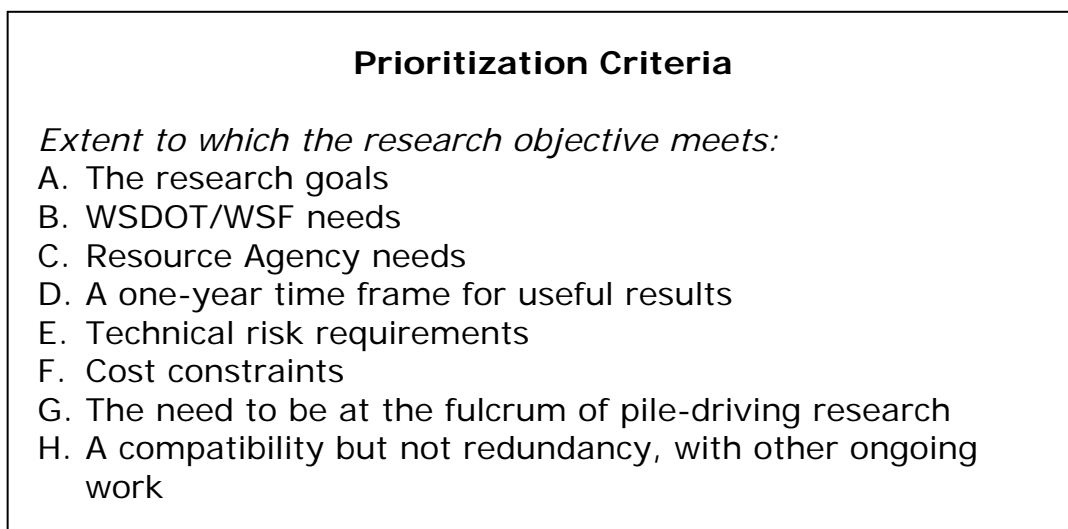 Prioritization Criteria
Extent to which the research objective meets:
A. The research goals
B. WSDOT/WSF needs
C. Resource Agency needs
D. A one-year time frame for useful results
E. Technical risk requirements
F. Cost constraints
G. The need to be at the fulcrum of pile-driving research
H. A compatibility but not redundancy, with other ongoing
work